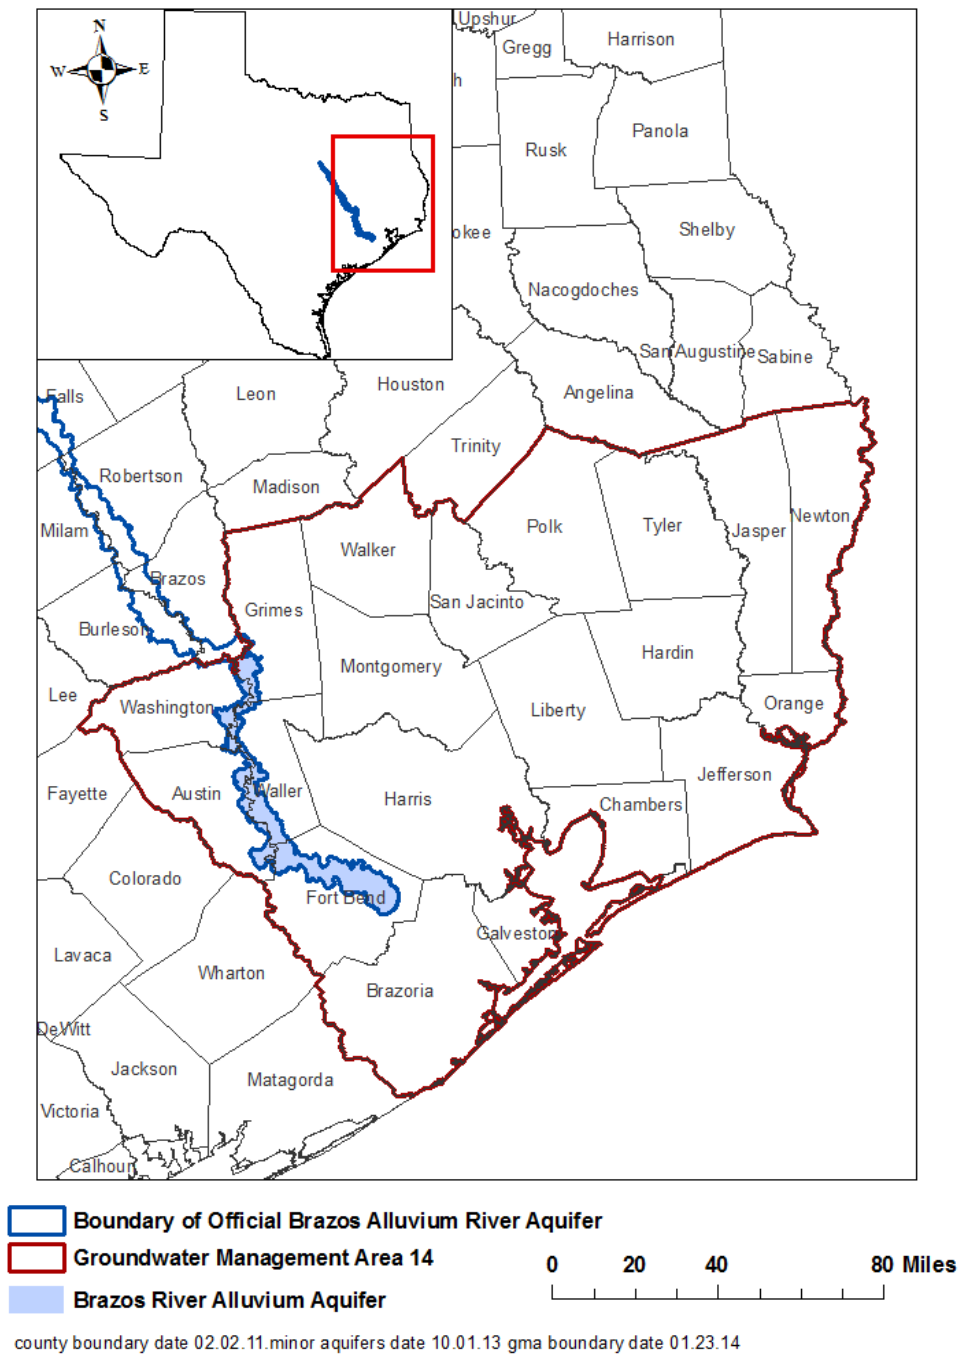 Upshur
N
Gregg
Harrison
W
E
h
S
Panola
Rusk
Shelby
okee
Nacogdoches
San Augustine
Sabine
Houston
Leon
Angelina
Falls
Trinity
Robertson
Madison
Newton
Polk
Tyler
Jasper
Milam
Walker
Brazos
San Jacinto
Grimes
Burleson
Hardin
Montgomery
Lee
Washington
Orange
Liberty
Jefferson
Fayette
Austin
Waller
Harris
Chambers
Colorado
Fort Bend
Galveston
Lavaca
Wharton
Brazoria
DeWitt
Jackson
Matagorda
Victoria
Calhoun
Boundary of Official Brazos Alluvium River Aquifer
Groundwater Management Area 14
0 20 40 80 Miles
Brazos River Alluvium Aquifer
county boundary date 02.02.11.minor aquifers date 10.01.13 gma boundary date 01.23.14